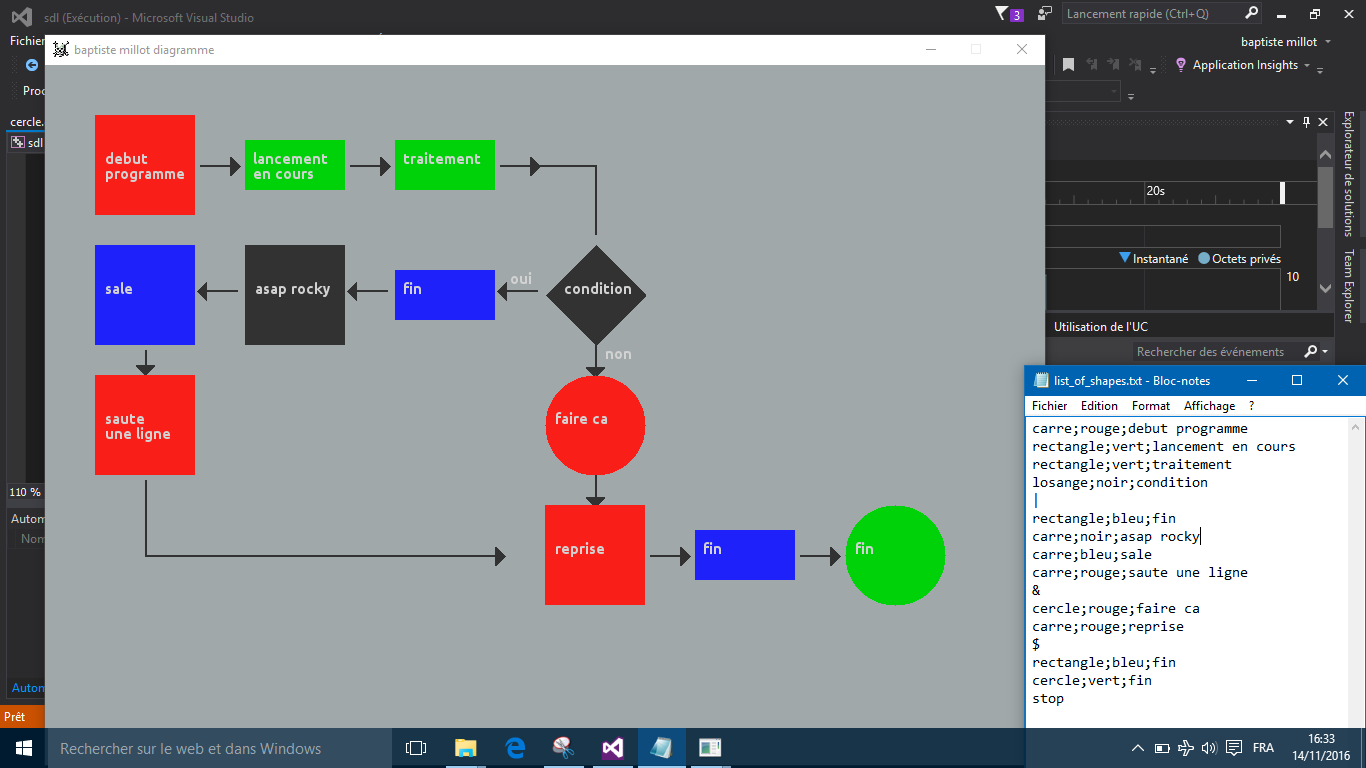 sdl (Exécution) - Microsoft Visual Studio
3
Lancement rapide (Ctrl+Q)
Fichier
baptiste millot
baptiste millot diagramme
Application Insights
cercle.
sdl
debut
programme
lancement
en cours
traitement
sale
asap rocky
fin
oui
condition
non
saute
une ligne
faire ca
reprise
fin
fin
20s
Instantané
Octets privés
10
Utilisation de l'UC
Rechercher des événements
Explorateur de solutions
Team Explorer
110 %
Prêt
list_of_shapes.txt - Bloc-notes
Fichier Edition Format Affichage ?
carre;rouge;debut programme
rectangle;vert;lancement en cours
rectangle;vert;traitement
losange;noir;condition
|
rectangle;bleu;fin
carre;noir;asap rocky
carre;bleu;sale
carre;rouge;saute une ligne
&
cercle;rouge;faire ca
carre;rouge;reprise
$
rectangle;bleu;fin
cercle;vert;fin
stop
Rechercher sur le web et dans Windows
FRA
16:33
14/11/2016